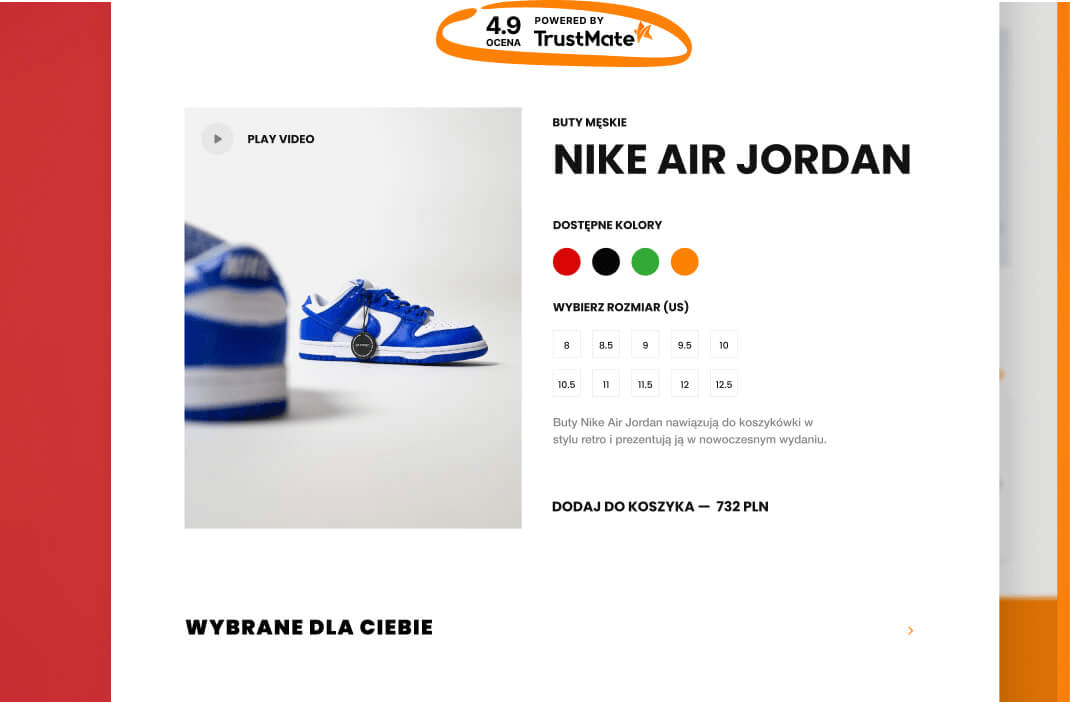 4.9
OCENA
POWERED BY
TrustMate
PLAY VIDEO
BUTY MĘSKIE
NIKE AIR JORDAN
DOSTĘPNE KOLORY
WYBIERZ ROZMIAR (US)
8 8.5 9 9.5 10
10.5 11 11.5 12 12.5
Buty Nike Air Jordan nawiązują do koszykówki w
stylu retro i prezentują ją w nowoczesnym wydaniu.
DODAJ DO KOSZYKA — 732 PLN
WYBRANE DLA CIEBIE